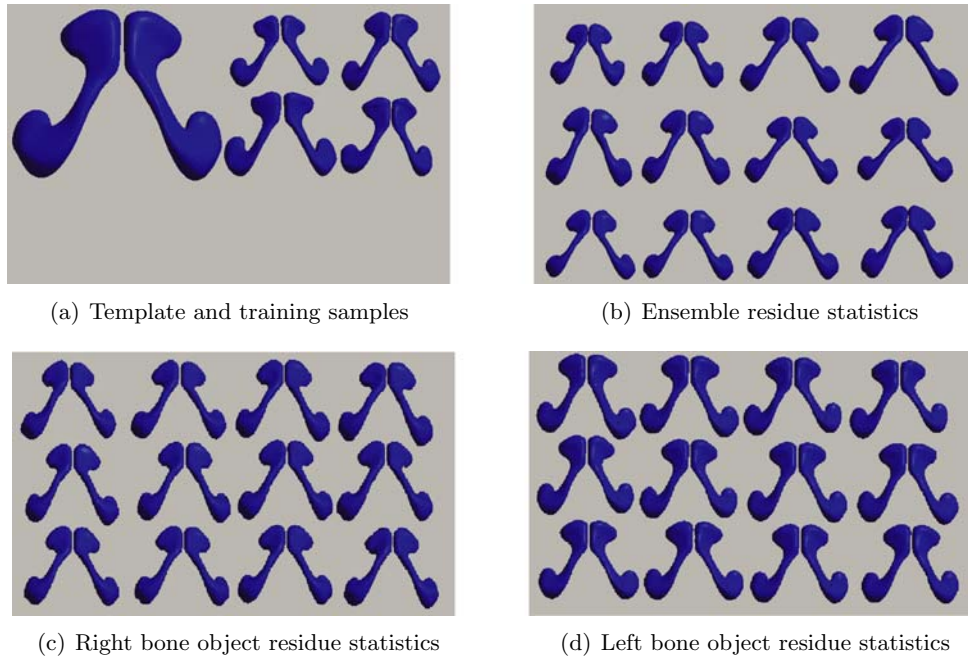 (a) Template and training samples
(b) Ensemble residue statistics
(c) Right bone object residue statistics
(d) Left bone object residue statistics